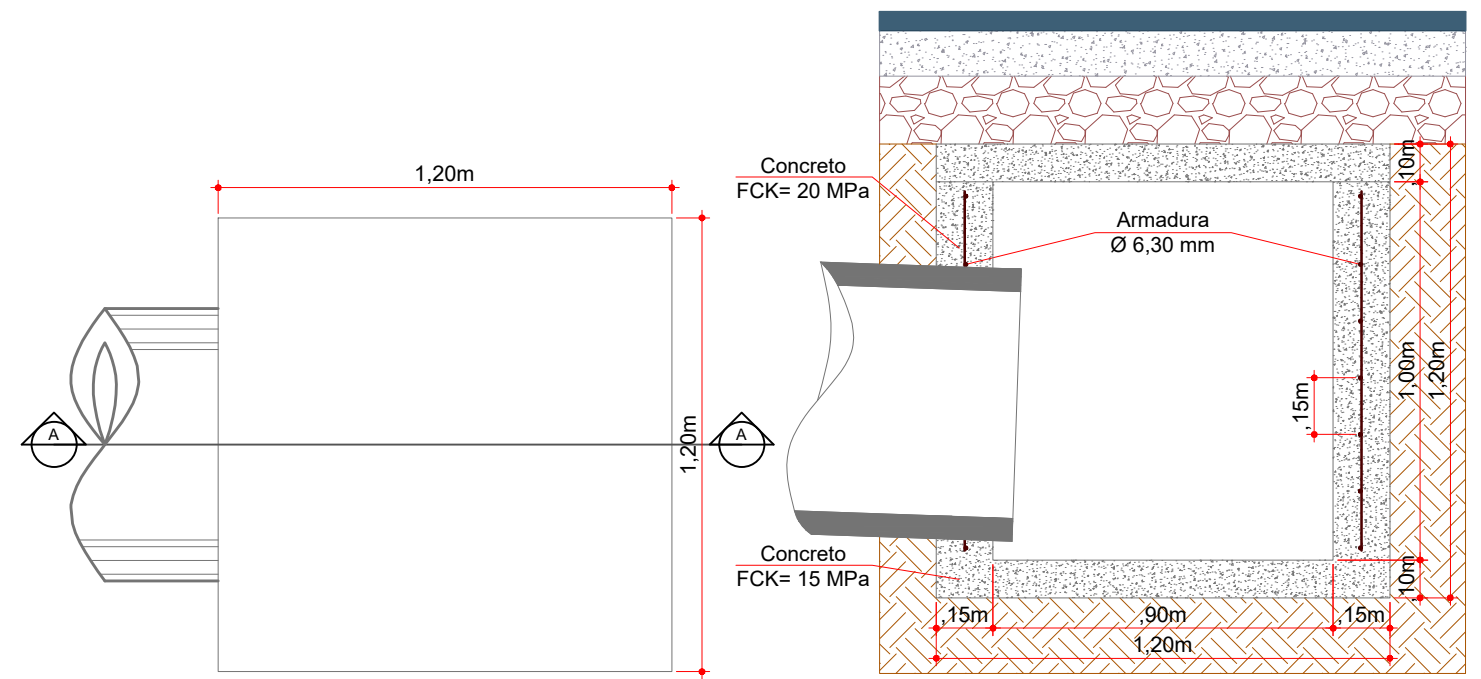 1,20m
1,20m
A
A
Concreto
FCK= 20 MPa
Armadura
Ø 6,30 mm
,10m
1,00m
1,20m
,15m
Concreto
FCK= 15 MPa
,10m
,15m
,90m
,15m
1,20m